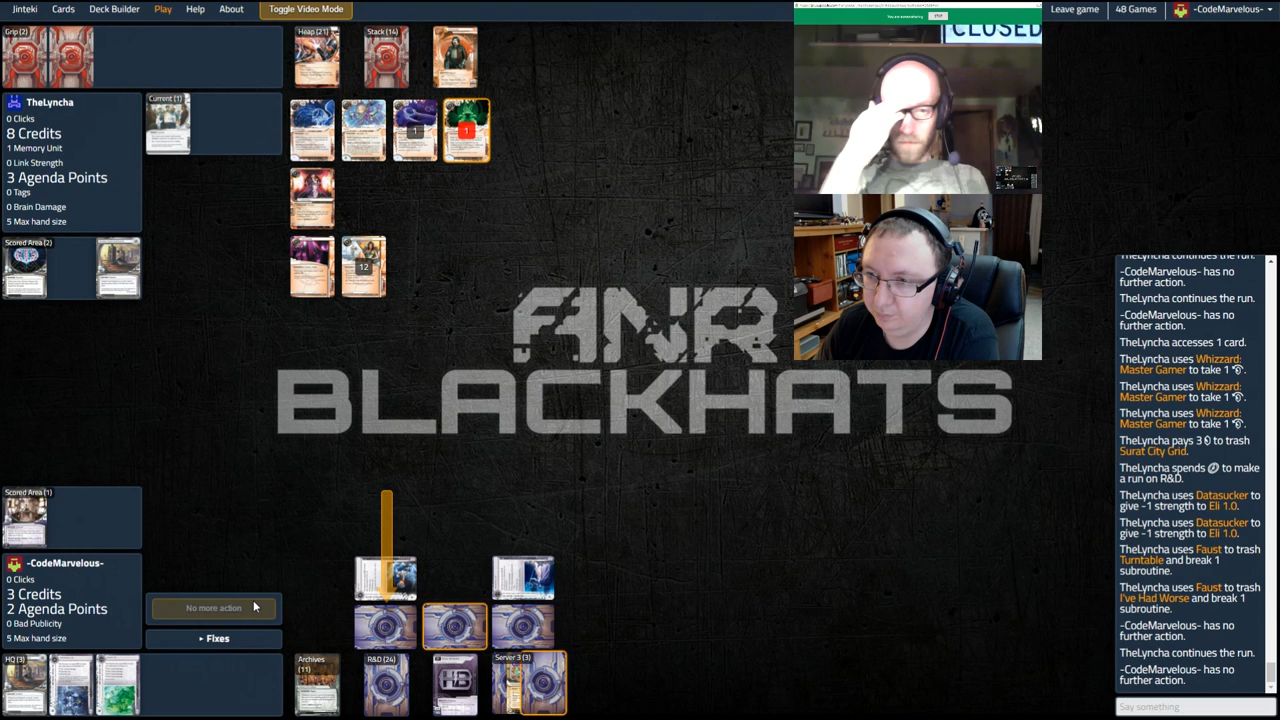 Jinteki Cards Deck Builder Play Help About
Toggle Video Mode
Leave game 48 Games -CodeMarvelous-
You are screensharing
STOP
CLOSED
Grip (2)
Heap (21)
Stack (14)
TheLyncha
0 Clicks
8 Credits
1 Memory Unit
0 Link Strength
3 Agenda Points
0 Tags
0 Brain Damage
5 Max hand size
Current (1)
1
1
12
Scored Area (2)
ANR
BLACKHATS
Scored Area (1)
-CodeMarvelous-
0 Clicks
3 Credits
2 Agenda Points
0 Bad Publicity
5 Max hand size
No more action
Fixes
HQ (3)
Archives (11)
R&D (24)
HB
Server 3 (3)
-CodeMarvelous- has no
further action.
TheLyncha continues the run.
-CodeMarvelous- has no
further action.
TheLyncha accesses 1 card.
TheLyncha uses Whizzard:
Master Gamer to take 1
TheLyncha uses Whizzard:
Master Gamer to take 1
TheLyncha uses Whizzard:
Master Gamer to take 1
TheLyncha pays 3 to trash
Surat City Grid.
TheLyncha spends to make
a run on R&D.
TheLyncha uses Datasucker to
give -1 strength to Eli 1.0.
TheLyncha uses Datasucker to
give -1 strength to Eli 1.0.
TheLyncha uses Faust to trash
Turntable and break 1
subroutine.
TheLyncha uses Faust to trash
I've Had Worse and break 1
subroutine.
-CodeMarvelous- has no
further action.
TheLyncha continues the run.
-CodeMarvelous- has no
further action.
Say something